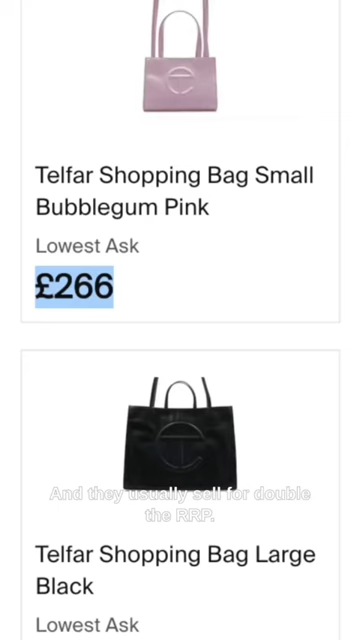 Telfar Shopping Bag Small
Bubblegum Pink
Lowest Ask
£266
And they usually sell for double
the RRP.
Telfar Shopping Bag Large
Black
Lowest Ask